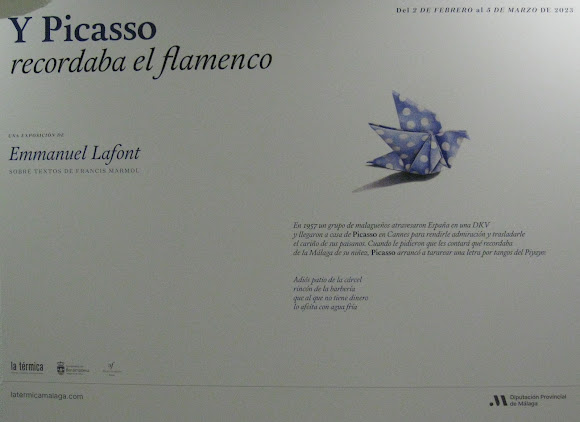 Del 2 DE FEBRERO al 5 DE MARZO DE 2023
Y Picasso
recordaba el flamenco
UNA EXPOSICIÓN DE
Emmanuel Lafont
SOBRE TEXTOS DE FRANCIS MÁRMOL
En 1957 un grupo de malagueños atravesaron España en una DKV
y llegaron a casa de Picasso en Cannes para rendirle admiración y trasladarle
el cariño de sus paisanos. Cuando le pidieron que les contará qué recordaba
de la Málaga de su niñez, Picasso arrancó a tararear una letra por tangos del Piyayo:
Adiós patio de la cárcel
rincón de la barbería
que al que no tiene dinero
lo afeita con agua fría
la térmica
latermicamalaga.com
Diputación Provincial
de Málaga